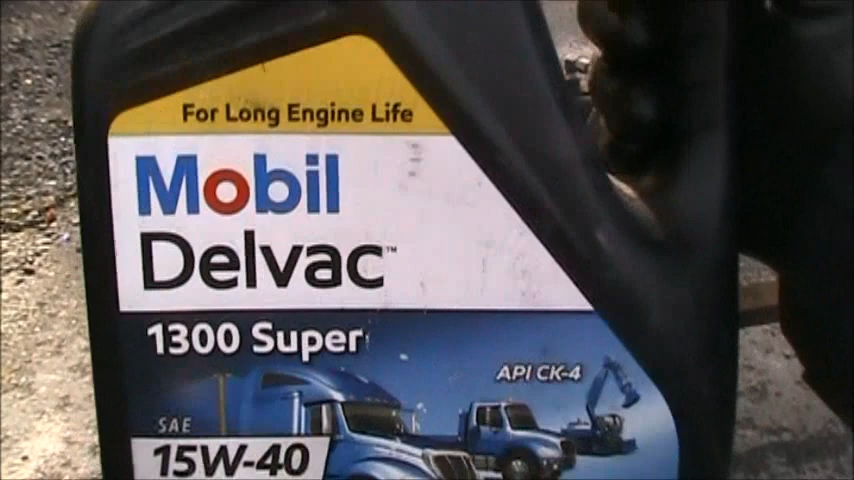 For Long Engine Life
Mobil
Delvac™
1300 Super
API CK-4
SAE
15W-40